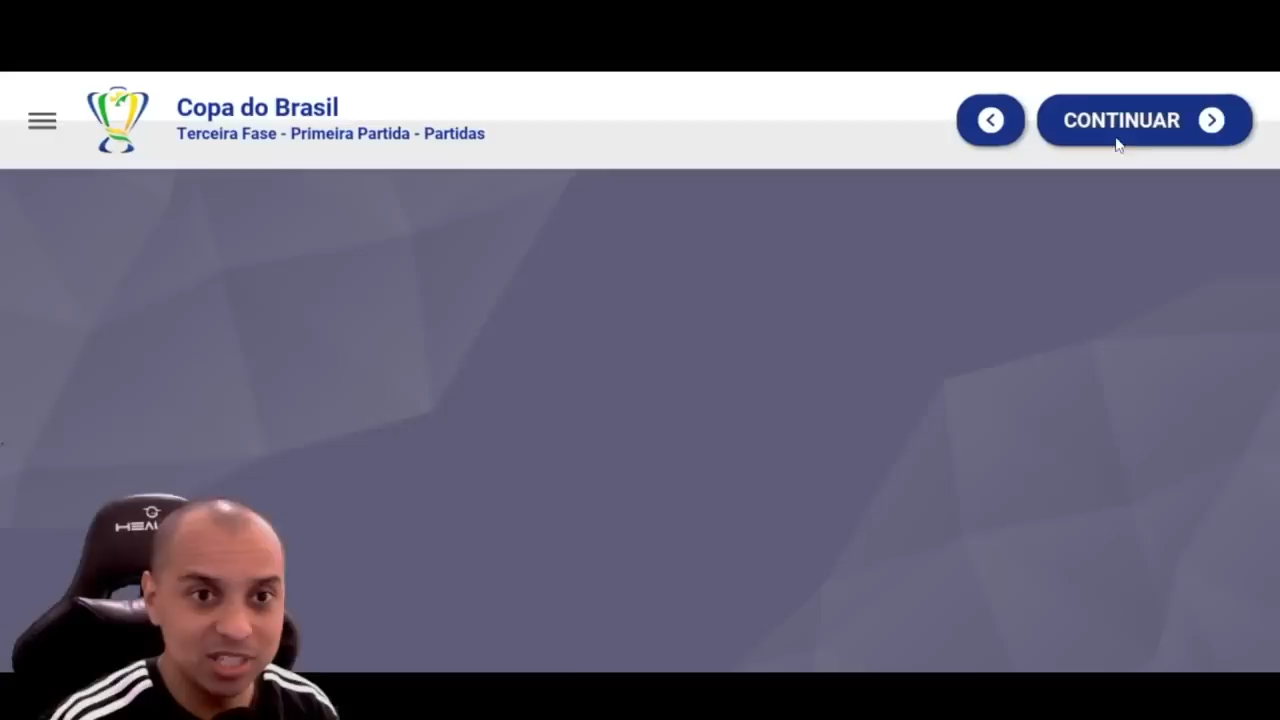 Copa do Brasil
Terceira Fase - Primeira Partida - Partidas
CONTINUAR